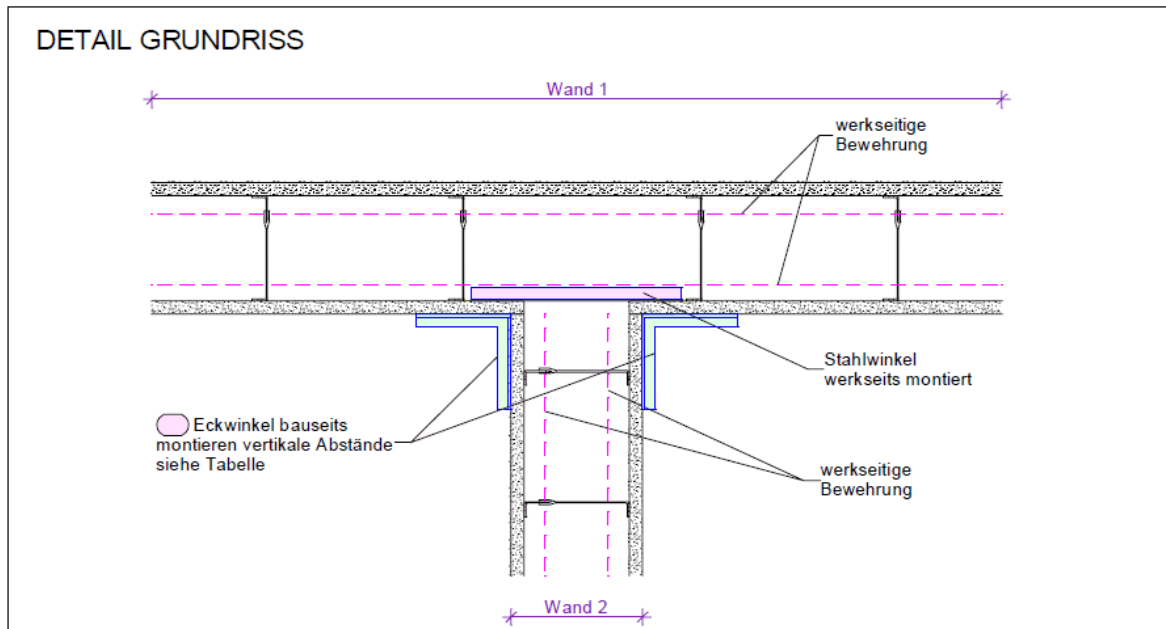 DETAIL GRUNDRISS
Wand 1
werkseitige
Bewehrung
Stahlwinkel
werkseits montiert
Eckwinkel bauseits
montieren vertikale Abstände
siehe Tabelle
werkseitige
Bewehrung
Wand 2